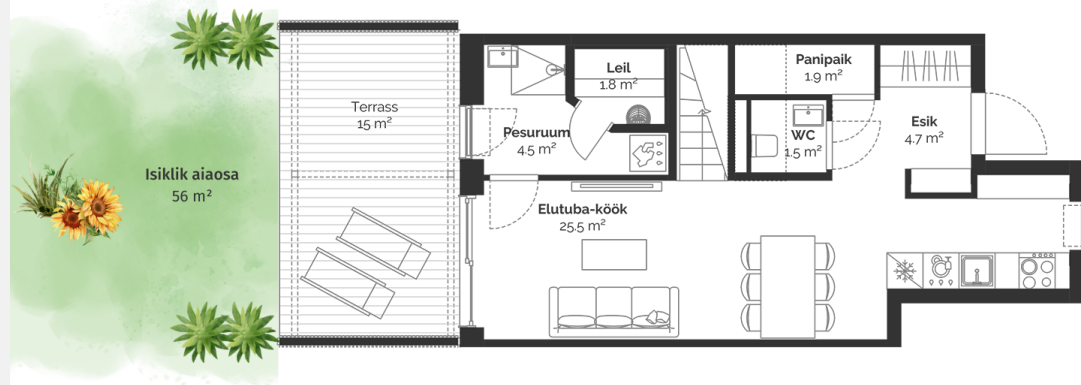 Isiklik aiaosa
56 m²
Terrass
15 m²
Pesuruum
4.5 m²
Leil
1.8 m²
Panipaik
1.9 m²
WC
1.5 m²
Esik
4.7 m²
Elutuba-köök
25.5 m²